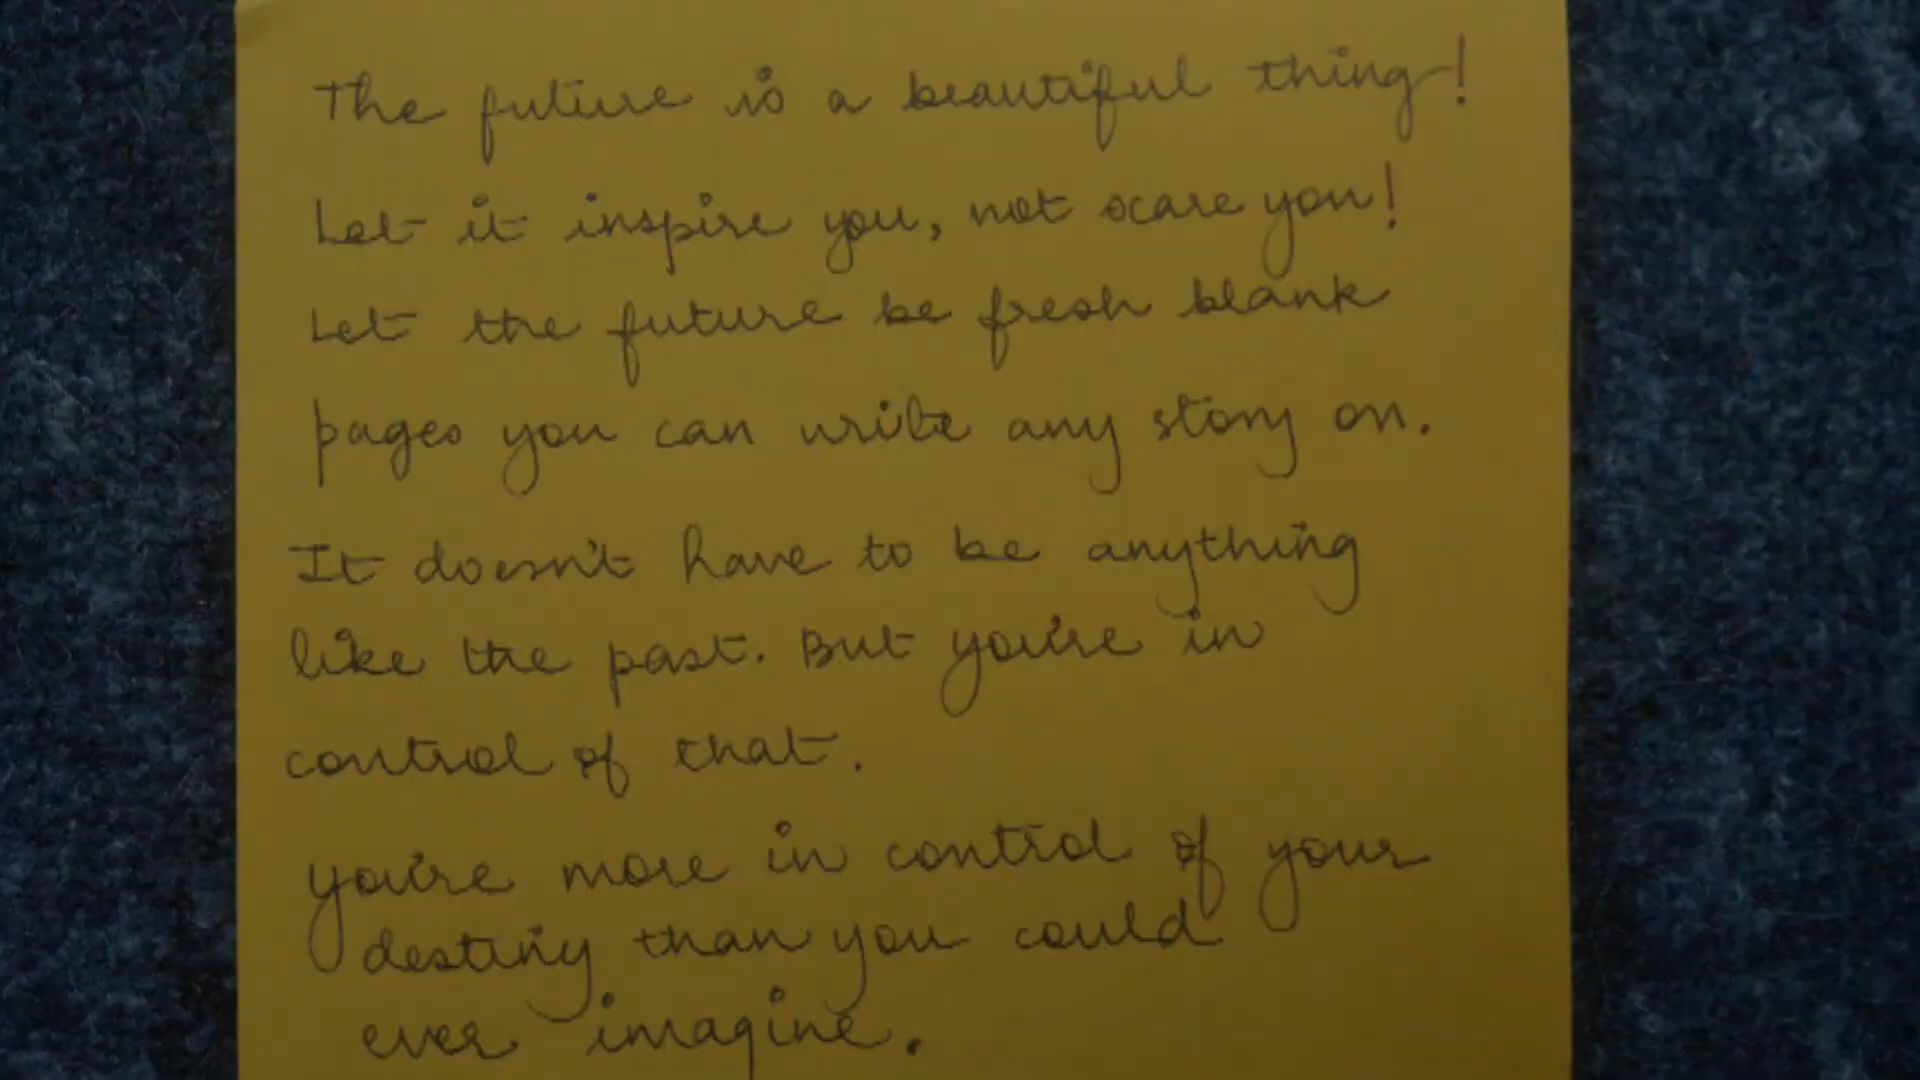 The future is a beautiful thing!
Let it inspire you, not scare you!
Let the future be fresh blank
pages you can write any story on.
It doesn't have to be anything
like the past. But you're in
control of that.
You're more in control of your
destiny than you could
ever imagine.